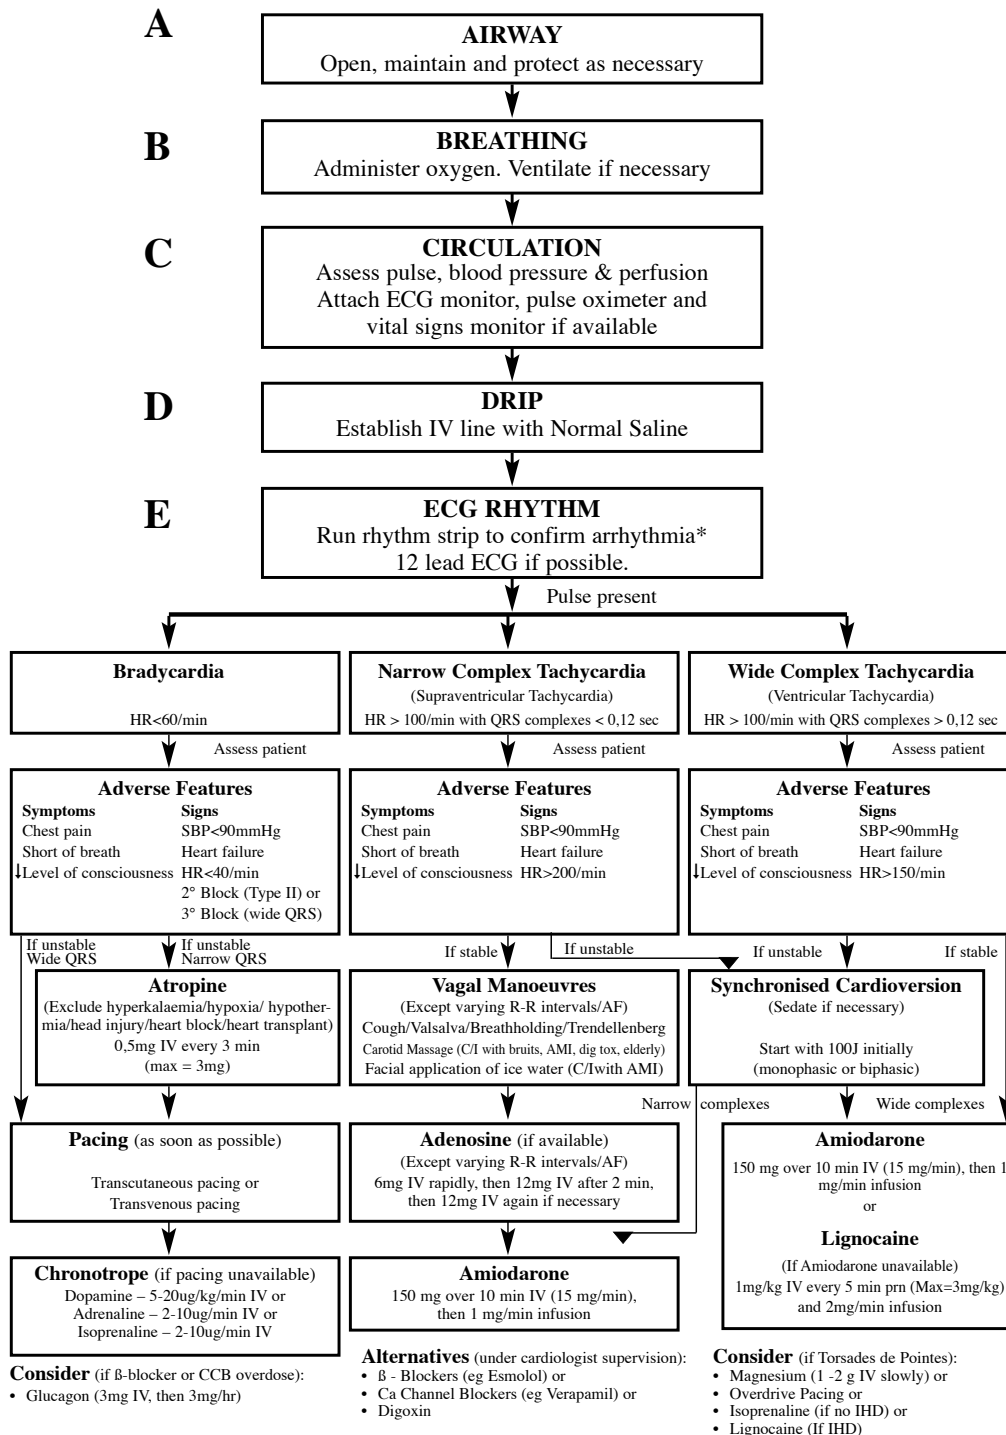 A
AIRWAY
Open, maintain and protect as necessary
B
BREATHING
Administer oxygen. Ventilate if necessary
C
CIRCULATION
Assess pulse, blood pressure & perfusion
Attach ECG monitor, pulse oximeter and
vital signs monitor if available
D
DRIP
Establish IV line with Normal Saline
E
ECG RHYTHM
Run rhythm strip to confirm arrhythmia*
12 lead ECG if possible.
Pulse present
Bradycardia
HR<60/min
Narrow Complex Tachycardia
(Supraventricular Tachycardia)
HR > 100/min with QRS complexes < 0,12 sec
Wide Complex Tachycardia
(Ventricular Tachycardia)
HR > 100/min with QRS complexes > 0,12 sec
Assess patient
Assess patient
Assess patient
Adverse Features
Symptoms Signs
Chest pain SBP<90mmHg
Short of breath Heart failure
↓Level of consciousness HR<40/min
2° Block (Type II) or
3° Block (wide QRS)
Adverse Features
Symptoms Signs
Chest pain SBP<90mmHg
Short of breath Heart failure
↓Level of consciousness HR>200/min
Adverse Features
Symptoms Signs
Chest pain SBP<90mmHg
Short of breath Heart failure
↓Level of consciousness HR>150/min
If unstable
Wide QRS
If unstable
Narrow QRS
If stable
If unstable
If unstable
If stable
Atropine
(Exclude hyperkalaemia/hypoxia/ hypother-
mia/head injury/heart block/heart transplant)
0,5mg IV every 3 min
(max = 3mg)
Vagal Manoeuvres
(Except varying R-R intervals/AF)
Cough/Valsalva/Breathholding/Trendellenberg
Carotid Massage (C/I with bruits, AMI, dig tox, elderly)
Facial application of ice water (C/Iwith AMI)
Synchronised Cardioversion
(Sedate if necessary)
Start with 100J initially
(monophasic or biphasic)
Narrow complexes
Wide complexes
Pacing (as soon as possible)
Transcutaneous pacing or
Transvenous pacing
Adenosine (if available)
(Except varying R-R intervals/AF)
6mg IV rapidly, then 12mg IV after 2 min,
then 12mg IV again if necessary
Amiodarone
150 mg over 10 min IV (15 mg/min), then 1
mg/min infusion
or
Lignocaine
(If Amiodarone unavailable)
1mg/kg IV every 5 min prn (Max=3mg/kg)
and 2mg/min infusion
Chronotrope (if pacing unavailable)
Dopamine – 5-20ug/kg/min IV or
Adrenaline – 2-10ug/min IV or
Isoprenaline – 2-10ug/min IV
Amiodarone
150 mg over 10 min IV (15 mg/min),
then 1 mg/min infusion
Consider (if ß-blocker or CCB overdose):
• Glucagon (3mg IV, then 3mg/hr)
Alternatives (under cardiologist supervision):
• ß - Blockers (eg Esmolol) or
• Ca Channel Blockers (eg Verapamil) or
• Digoxin
Consider (if Torsades de Pointes):
• Magnesium (1 -2 g IV slowly) or
• Overdrive Pacing or
• Isoprenaline (if no IHD) or
• Lignocaine (If IHD)